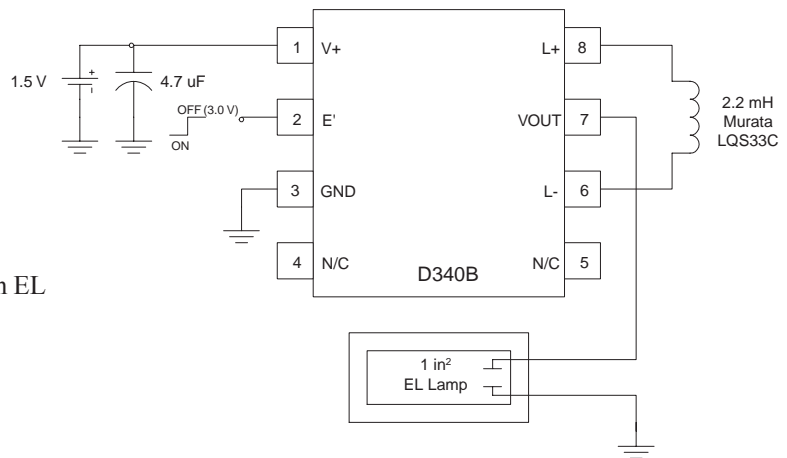 1 V+
L+ 8
1.5 V
+
4.7 uF
OFF (3.0 V)
ON
2 E'
VOUT 7
2.2 mH
Murata
LQS33C
3 GND
L- 6
4 N/C
N/C 5
D340B
EL
1 in²
EL Lamp